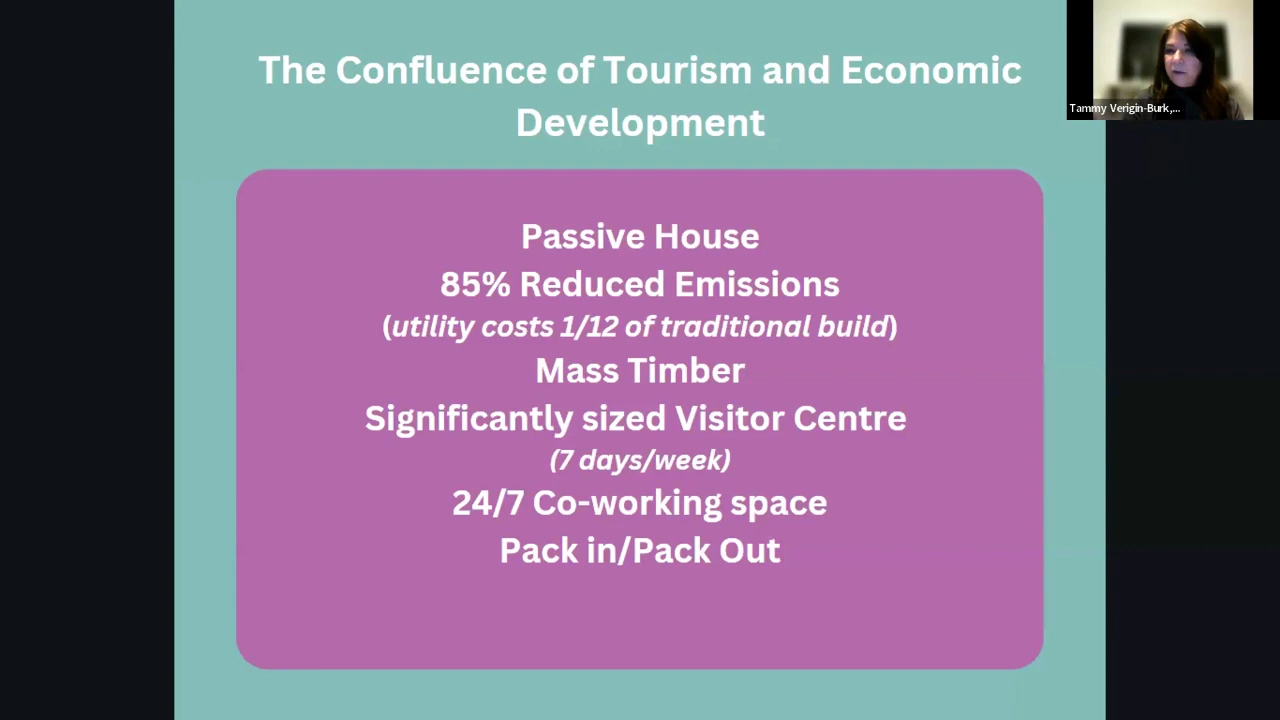 The Confluence of Tourism and Economic
Development
Passive House
85% Reduced Emissions
(utility costs 1/12 of traditional build)
Mass Timber
Significantly sized Visitor Centre
(7 days/week)
24/7 Co-working space
Pack in/Pack Out
Tammy Verigin-Burk,...